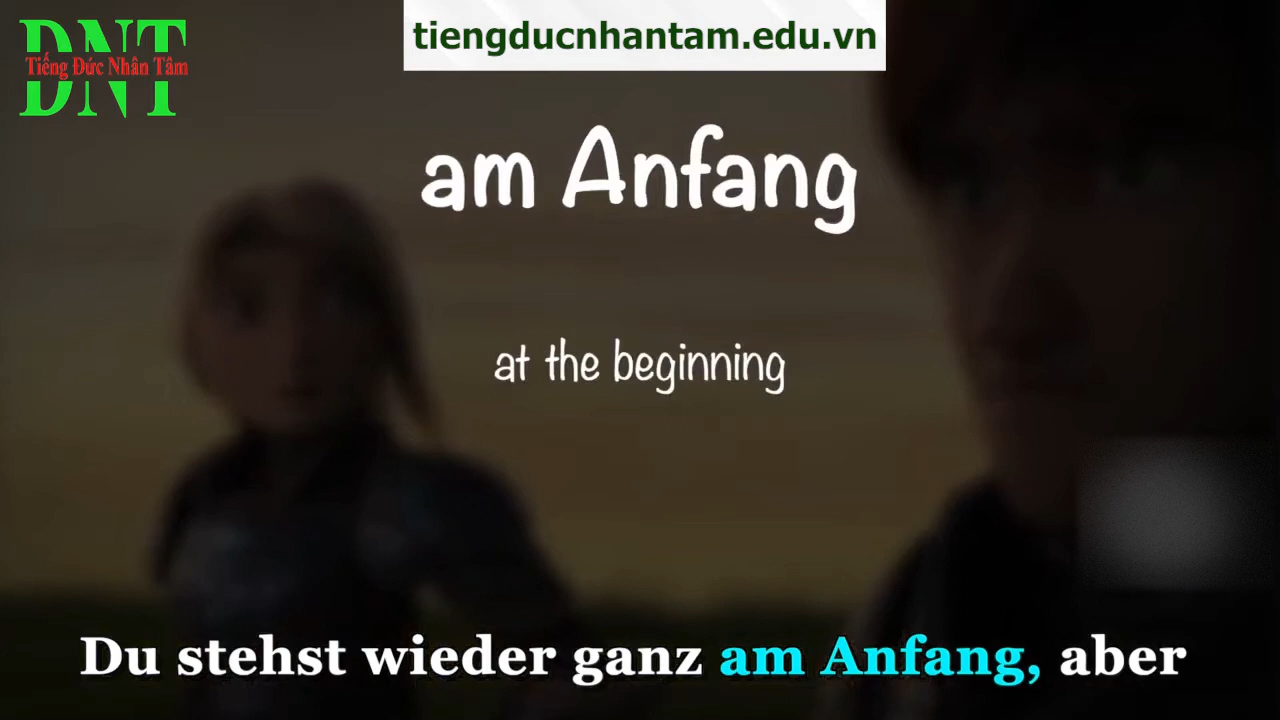 DNT
Tiếng Đức Nhân Tâm
tiengducnhantam.edu.vn
am Anfang
at the beginning
Du stehst wieder ganz am Anfang, aber